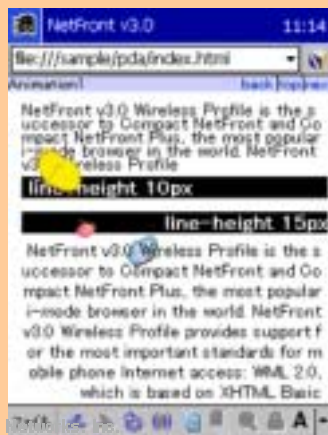 NetFront v3.0 11:14
file:///sample/pda/index.html
Animation1 back top next
NetFront v3.0 Wireless Profile is the s
uccessor to Compact NetFront and Co
mpact NetFront Plus, the most popular
i-mode browser in the world. NetFront
v3. Wireless Profile
line-height 10px
line-height 15px
NetFront v3.0 Wireless Profile is the s
uccessor to Compact NetFront and Co
mpact NetFront Plus, the most popular
i-mode browser in the world. NetFront
v3.0 Wireless Profile provides support f
or the most important standards for m
obile phone Internet access: WML 2.0,
which is based on XHTML Basic
A